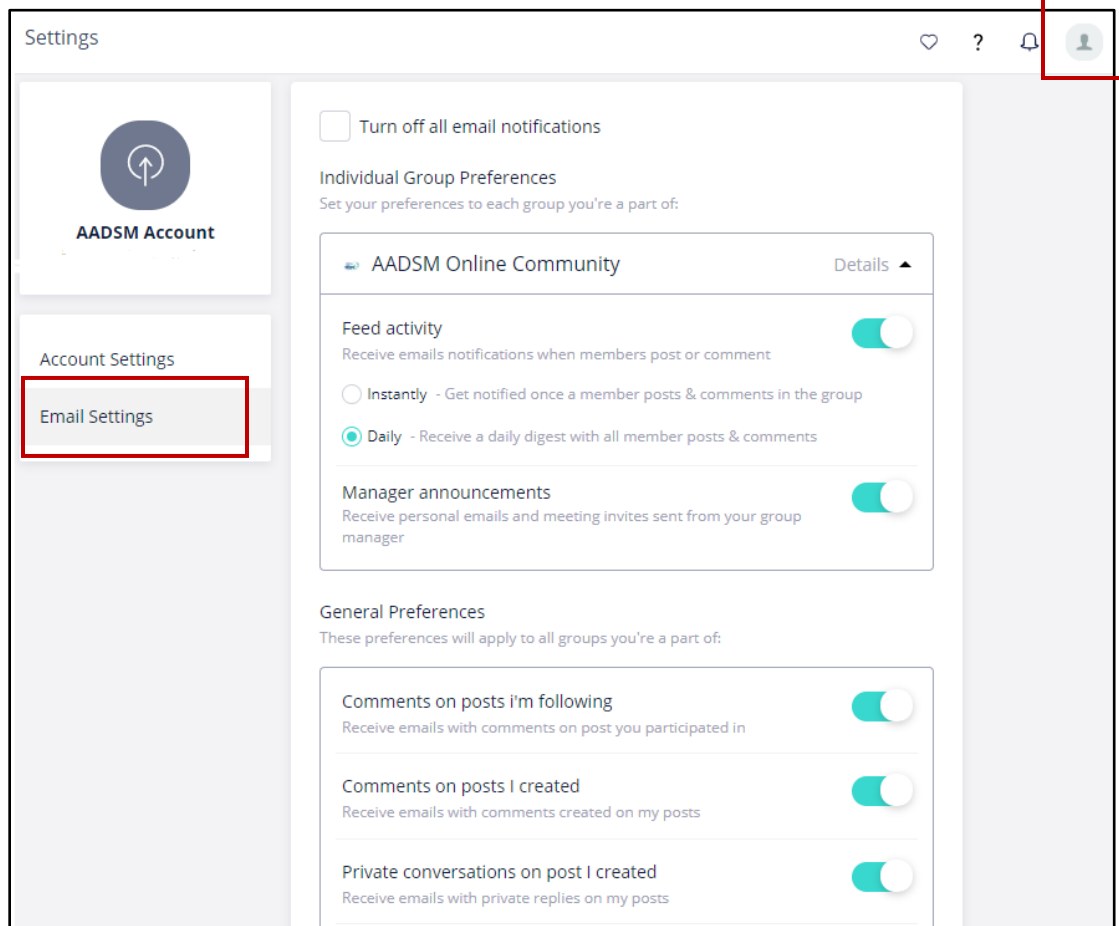 Settings
?
AADSM Account
Account Settings
Email Settings
Turn off all email notifications
Individual Group Preferences
Set your preferences to each group you're a part of:
AADSM Online Community
Details
Feed activity
Receive emails notifications when members post or comment
Instantly - Get notified once a member posts & comments in the group
Daily - Receive a daily digest with all member posts & comments
Manager announcements
Receive personal emails and meeting invites sent from your group
manager
General Preferences
These preferences will apply to all groups you're a part of:
Comments on posts i'm following
Receive emails with comments on post you participated in
Comments on posts I created
Receive emails with comments created on my posts
Private conversations on post I created
Receive emails with private replies on my posts